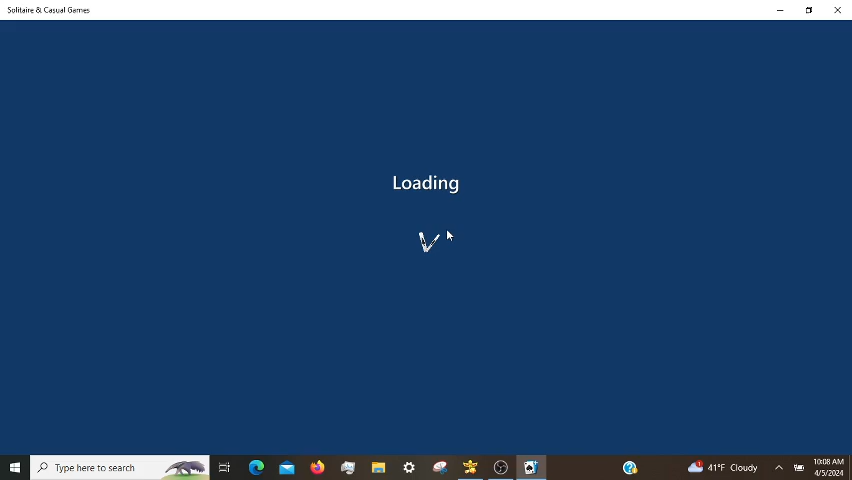 Solitaire & Casual Games
Loading
Type here to search
41°F Cloudy
10:08 AM
4/5/2024